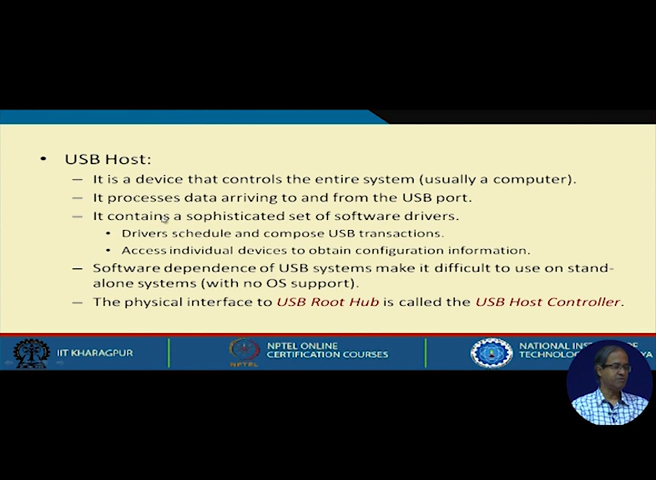 • USB Host:
– It is a device that controls the entire system (usually a computer).
– It processes data arriving to and from the USB port.
– It contains a sophisticated set of software drivers.
• Drivers schedule and compose USB transactions.
• Access individual devices to obtain configuration information.
– Software dependence of USB systems make it difficult to use on stand-
alone systems (with no OS support).
– The physical interface to USB Root Hub is called the USB Host Controller.
IIT KHARAGPUR
NPTEL
NPTEL ONLINE
CERTIFICATION COURSES
NATIONAL
TECHNOLOG